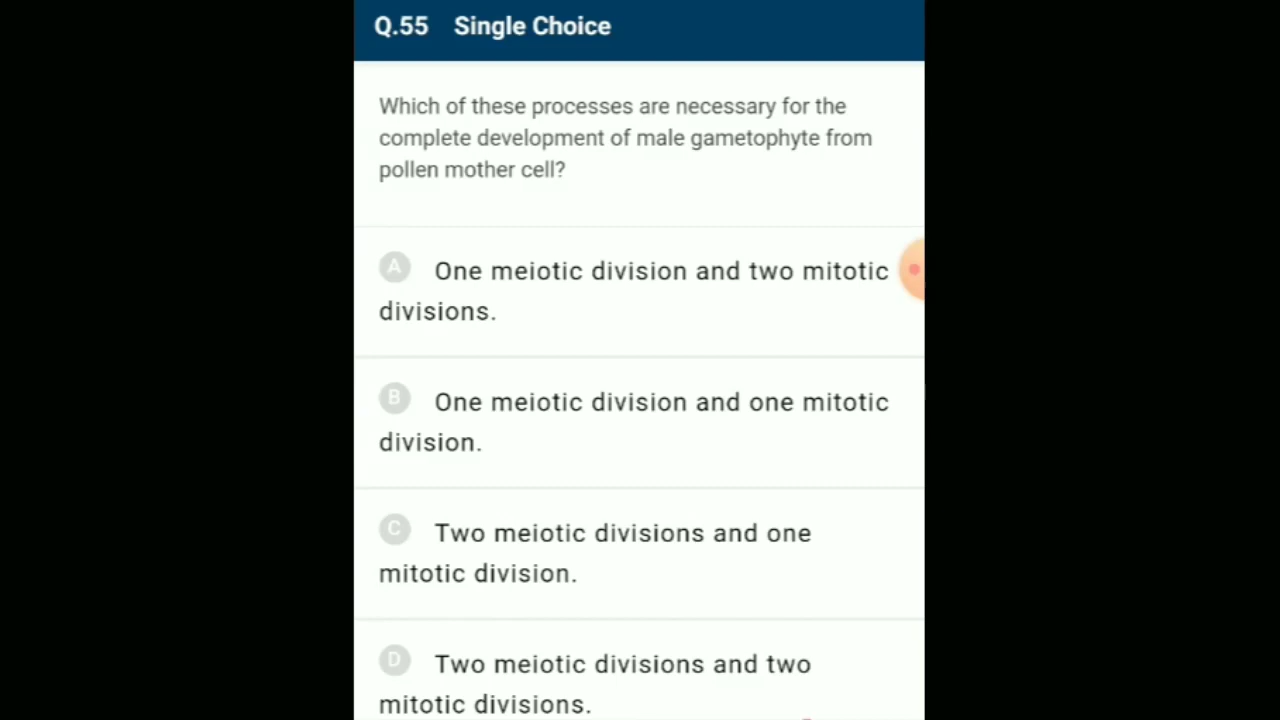 Q.55 Single Choice
Which of these processes are necessary for the
complete development of male gametophyte from
pollen mother cell?
A One meiotic division and two mitotic
divisions.
B One meiotic division and one mitotic
division.
C Two meiotic divisions and one
mitotic division.
D Two meiotic divisions and two
mitotic divisions.